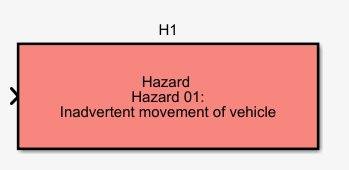 H1
Hazard
Hazard 01:
Inadvertent movement of vehicle